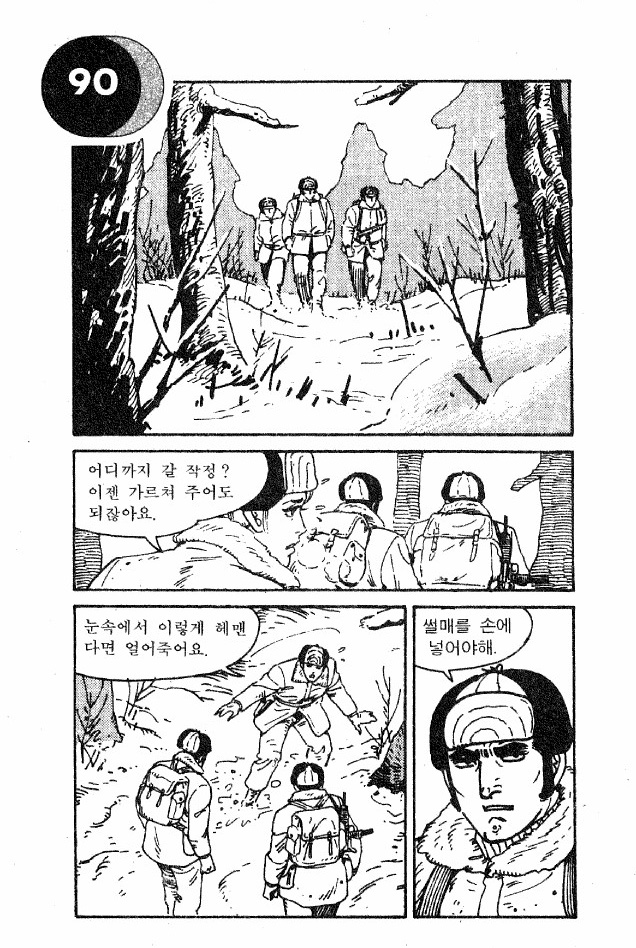 90
어디까지 갈 작정?
이젠 가르쳐 주어도
되잖아요.
눈속에서 이렇게 헤맨
다면 얼어죽어요.
썰매를 손에
넣어야해.